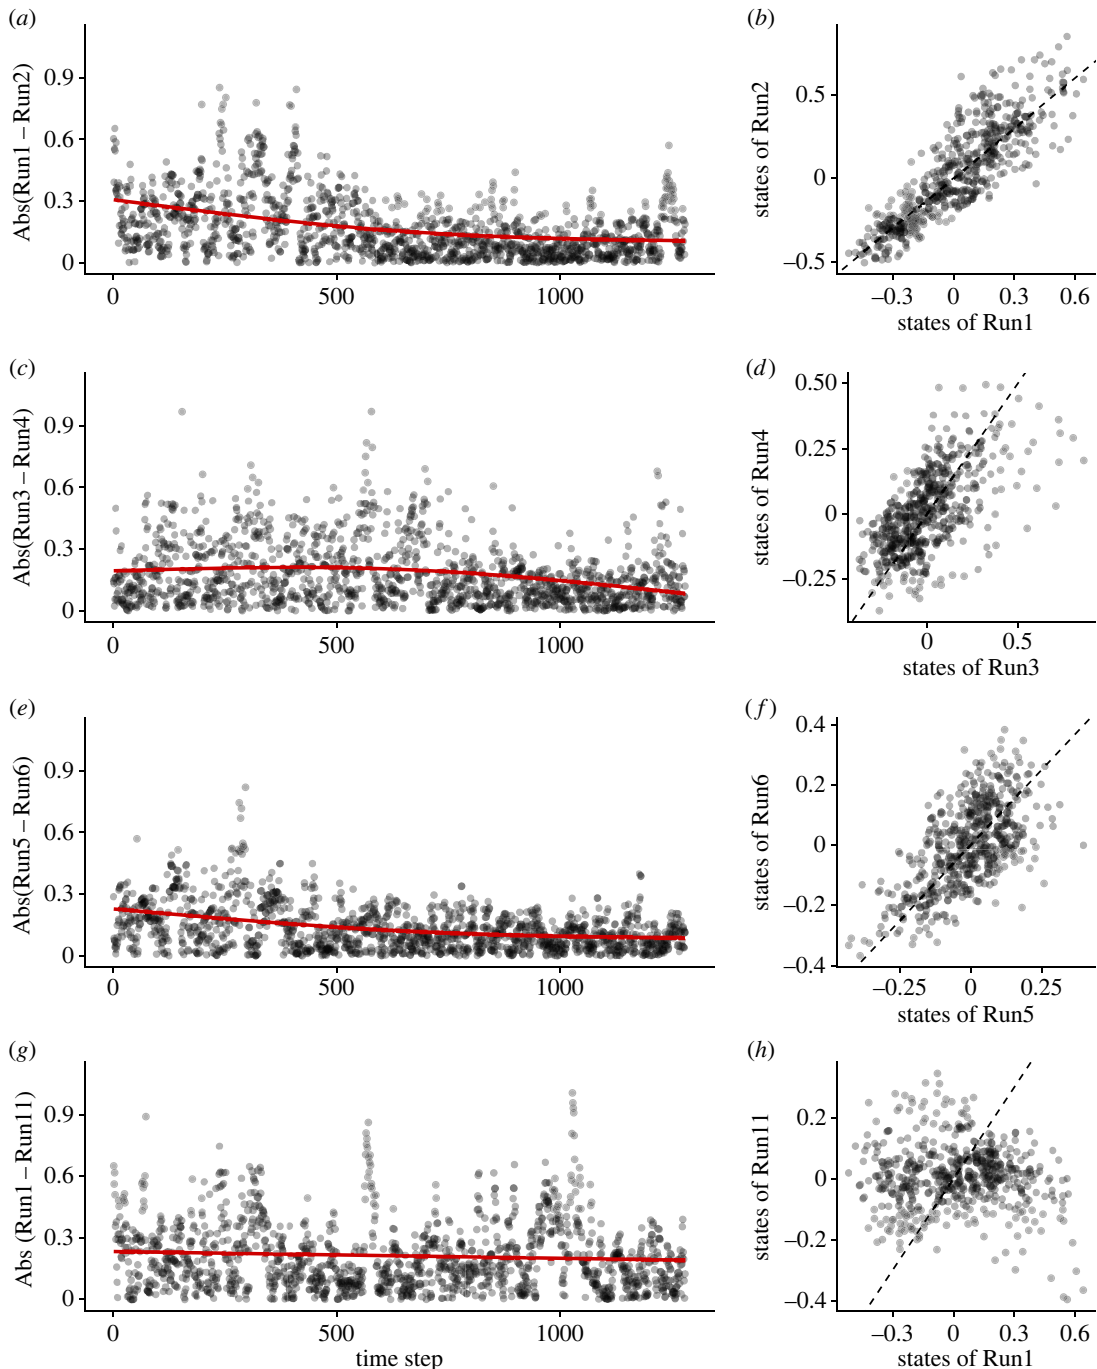 (a)
Abs(Run1 – Run2)
0.9
0.6
0.3
0
0 500 1000
(b)
states of Run2
0.5
0
–0.5
–0.3 0 0.3 0.6
states of Run1
(c)
Abs(Run3 – Run4)
0.9
0.6
0.3
0
0 500 1000
(d)
states of Run4
0.50
0.25
0
–0.25
0 0.5
states of Run3
(e)
Abs(Run5 – Run6)
0.9
0.6
0.3
0
0 500 1000
(f)
states of Run6
0.4
0.2
0
–0.2
–0.4
–0.25 0 0.25
states of Run5
(g)
Abs (Run1 – Run11)
0.9
0.6
0.3
0
0 500 1000
time step
(h)
states of Run11
0.2
0
–0.2
–0.4
–0.3 0 0.3 0.6
states of Run1